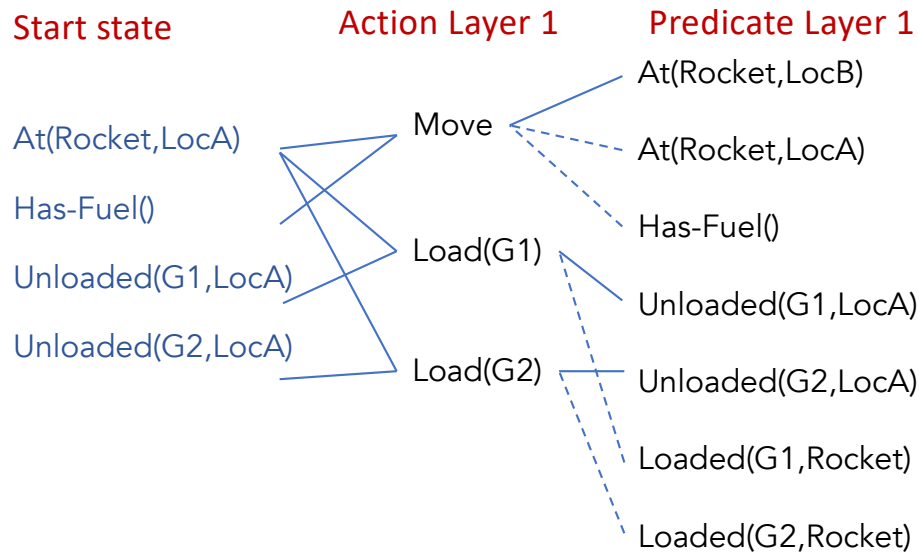 Start state
Action Layer 1
Predicate Layer 1
At(Rocket,LocA)
Has-Fuel()
Unloaded(G1,LocA)
Unloaded(G2,LocA)
Move
Load(G1)
Load(G2)
At(Rocket,LocB)
At(Rocket,LocA)
Has-Fuel()
Unloaded(G1,LocA)
Unloaded(G2,LocA)
Loaded(G1,Rocket)
Loaded(G2,Rocket)